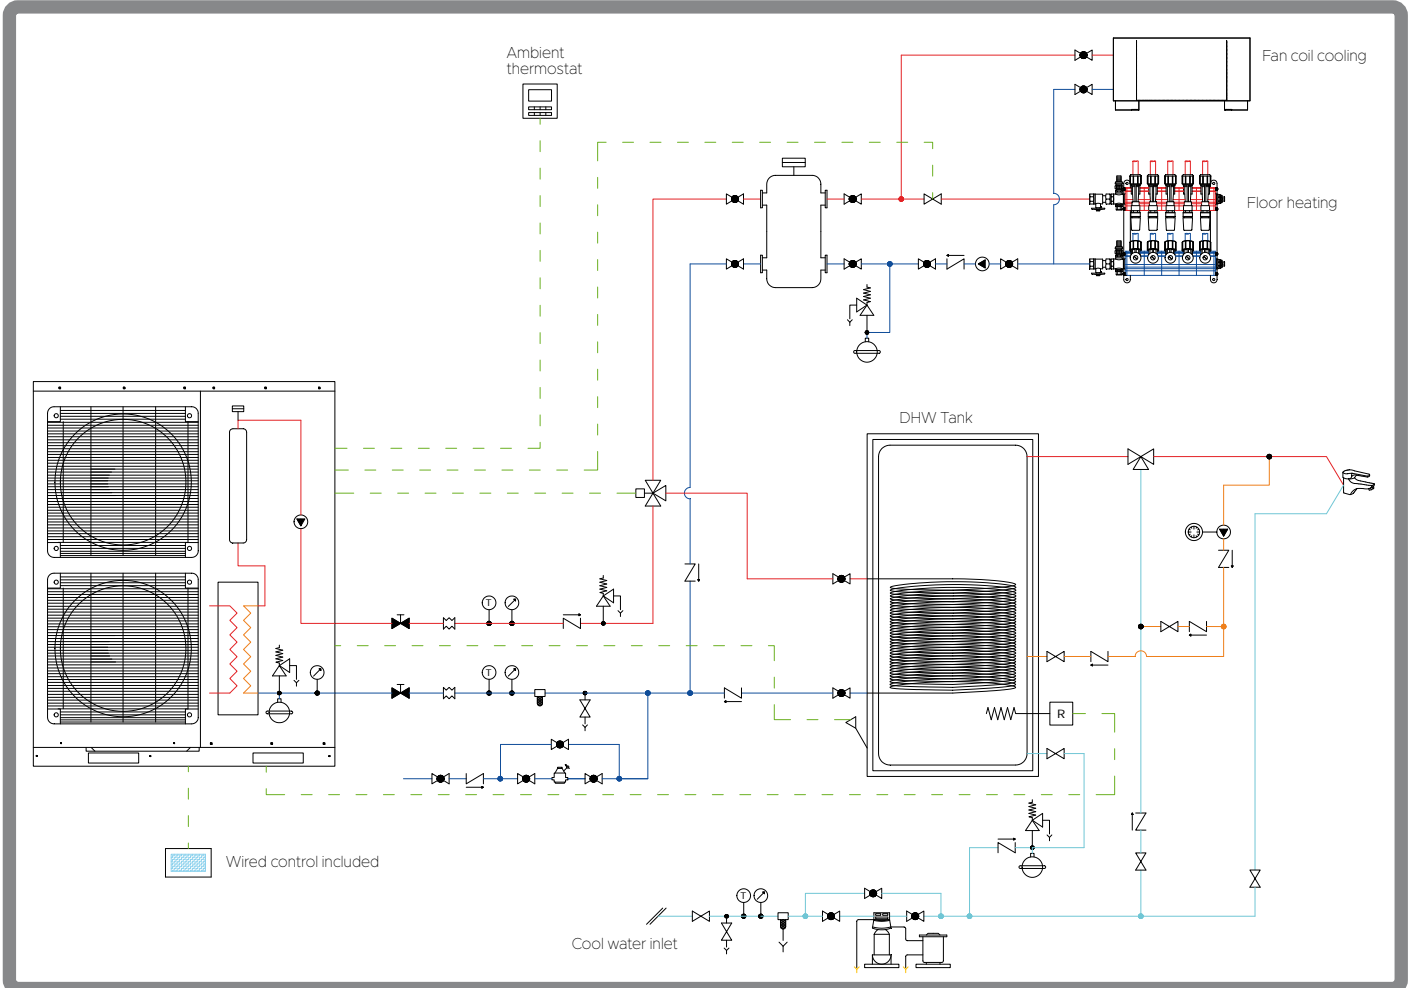 Ambient
thermostat
Fan coil cooling
Floor heating
DHW Tank
T
T
R
Wired control included
T
Cool water inlet